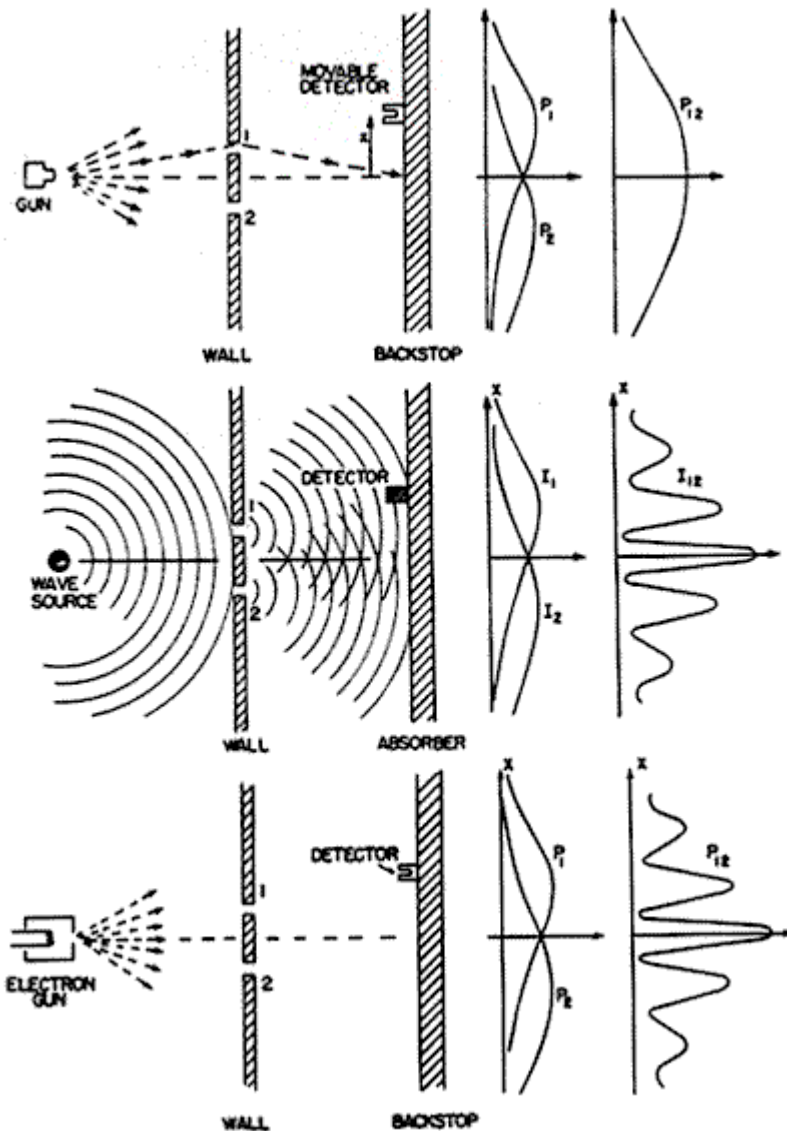 MOVABLE
DETECTOR
x
1
2
GUN
WALL
BACKSTOP
P₁
P₂
P₁₂
DETECTOR
1
2
WAVE
SOURCE
WALL
ABSORBER
X
I₁
I₂
X
I₁₂
DETECTOR
1
2
ELECTRON
GUN
WALL
BACKSTOP
X
P₁
P₂
X
P₁₂